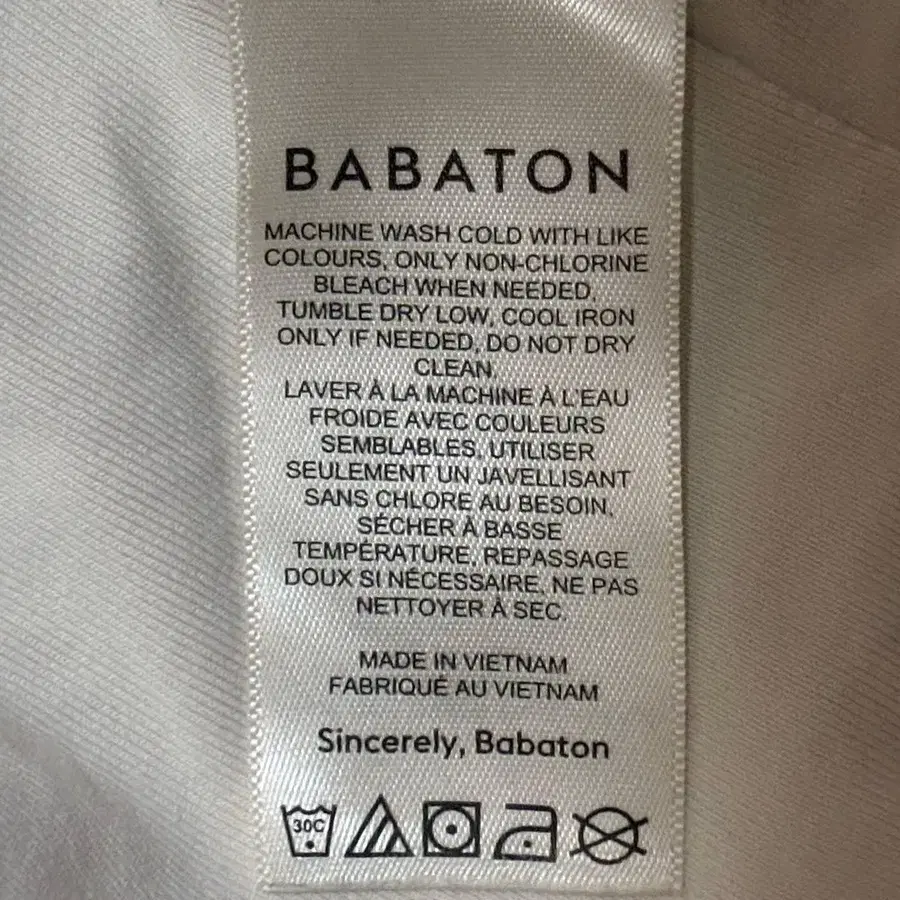 BABATON
MACHINE WASH COLD WITH LIKE
COLOURS, ONLY NON-CHLORINE
BLEACH WHEN NEEDED,
TUMBLE DRY LOW, COOL IRON
ONLY IF NEEDED, DO NOT DRY
CLEAN.
LAVER À LA MACHINE À L'EAU
FROIDE AVEC COULEURS
SEMBLABLES, UTILISER
SEULEMENT UN JAVELLISANT
SANS CHLORE AU BESOIN,
SÉCHER À BASSE
TEMPÉRATURE, REPASSAGE
DOUX SI NÉCESSAIRE, NE PAS
NETTOYER À SEC.
MADE IN VIETNAM
FABRIQUÉ AU VIETNAM
Sincerely, Babaton
30C